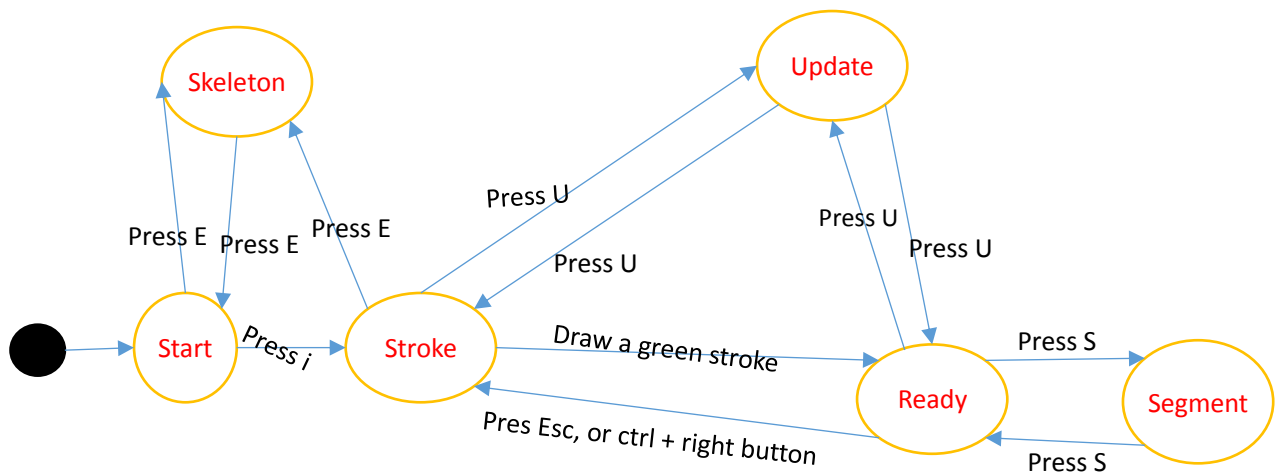 Update
Skeleton
Press U
Press E
Press U
Press E
Press E
Press U
Press U
Draw a green stroke
Press S
Start
Press i
Stroke
Ready
Segment
Pres Esc, or ctrl + right button
Press S